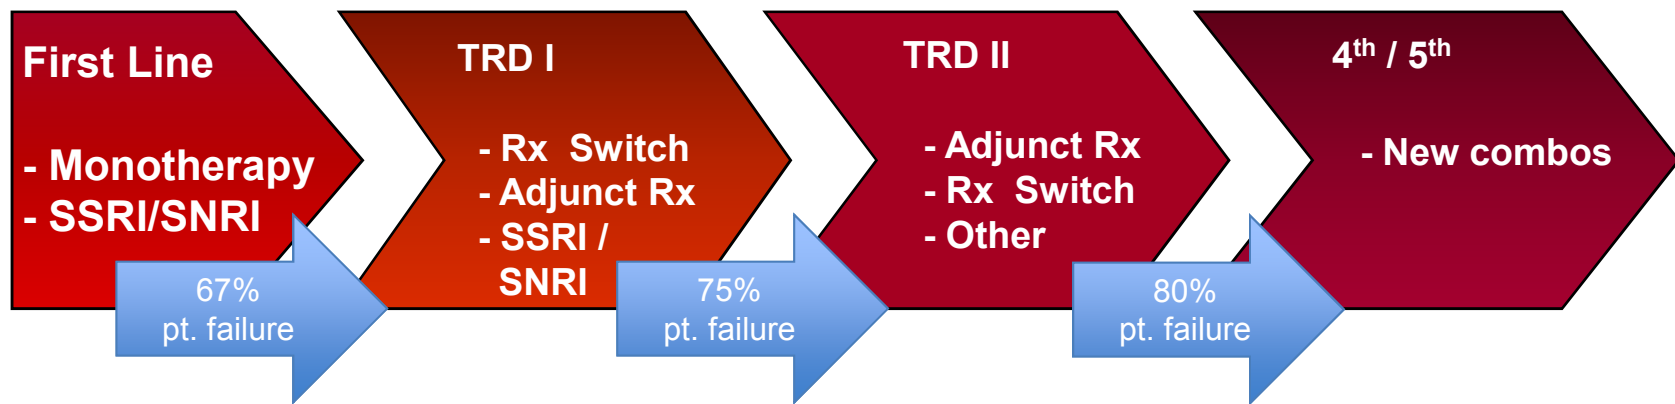 First Line
- Monotherapy
- SSRI/SNRI
67%
pt. failure
TRD I
- Rx Switch
- Adjunct Rx
- SSRI /
SNRI
75%
pt. failure
TRD II
- Adjunct Rx
- Rx Switch
- Other
80%
pt. failure
4th / 5th
- New combos